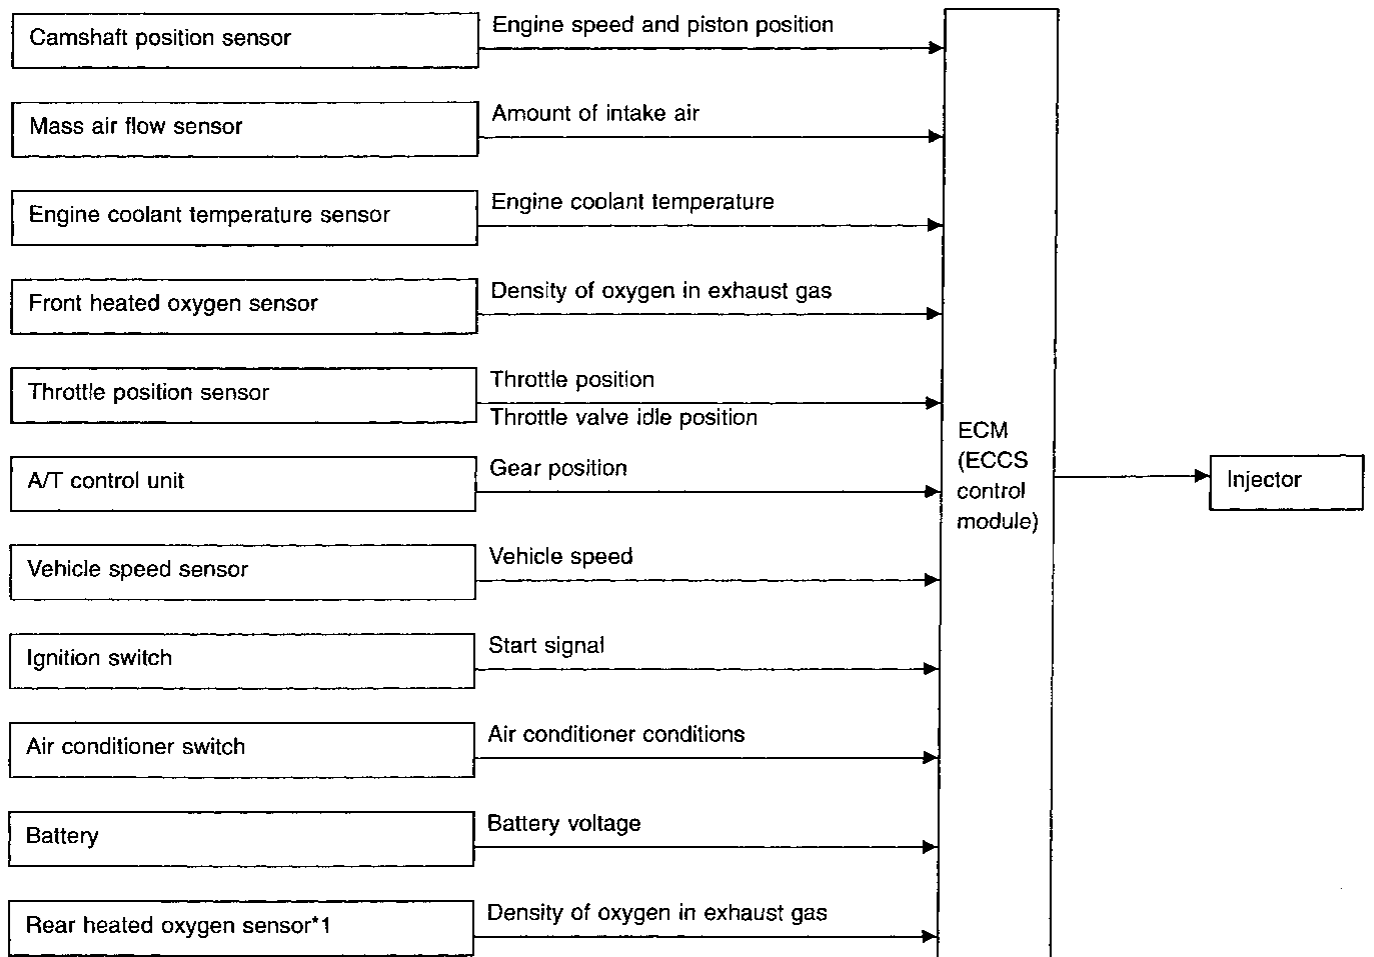 Camshaft position sensor
Engine speed and piston position
Mass air flow sensor
Amount of intake air
Engine coolant temperature sensor
Engine coolant temperature
Front heated oxygen sensor
Density of oxygen in exhaust gas
Throttle position sensor
Throttle position
Throttle valve idle position
A/T control unit
Gear position
Vehicle speed sensor
Vehicle speed
Ignition switch
Start signal
Air conditioner switch
Air conditioner conditions
Battery
Battery voltage
Rear heated oxygen sensor*1
Density of oxygen in exhaust gas
ECM
(ECCS
control
module)
Injector